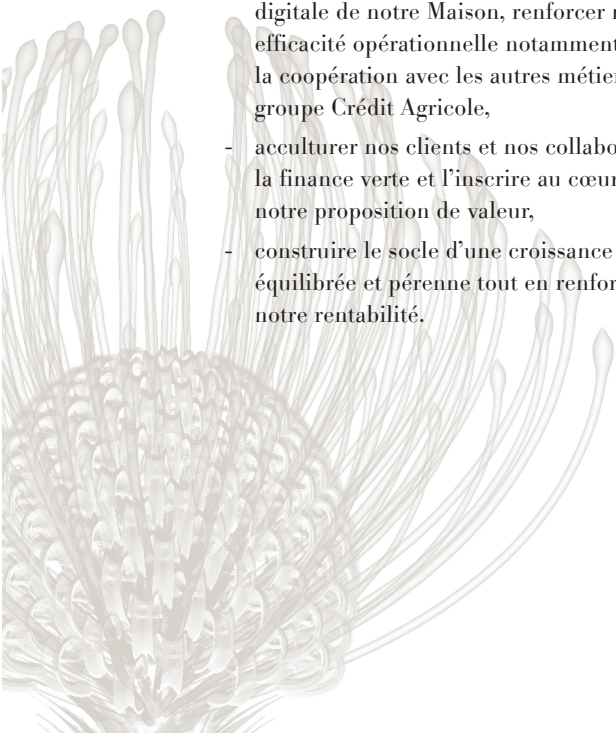 digitale de notre Maison, renforcer
efficacité opérationnelle notamment
la coopération avec les autres métier
groupe Crédit Agricole,
- acculturer nos clients et nos collabo
la finance verte et l'inscrire au cœur
notre proposition de valeur,
- construire le socle d'une croissance
équilibrée et pérenne tout en renfor
notre rentabilité.